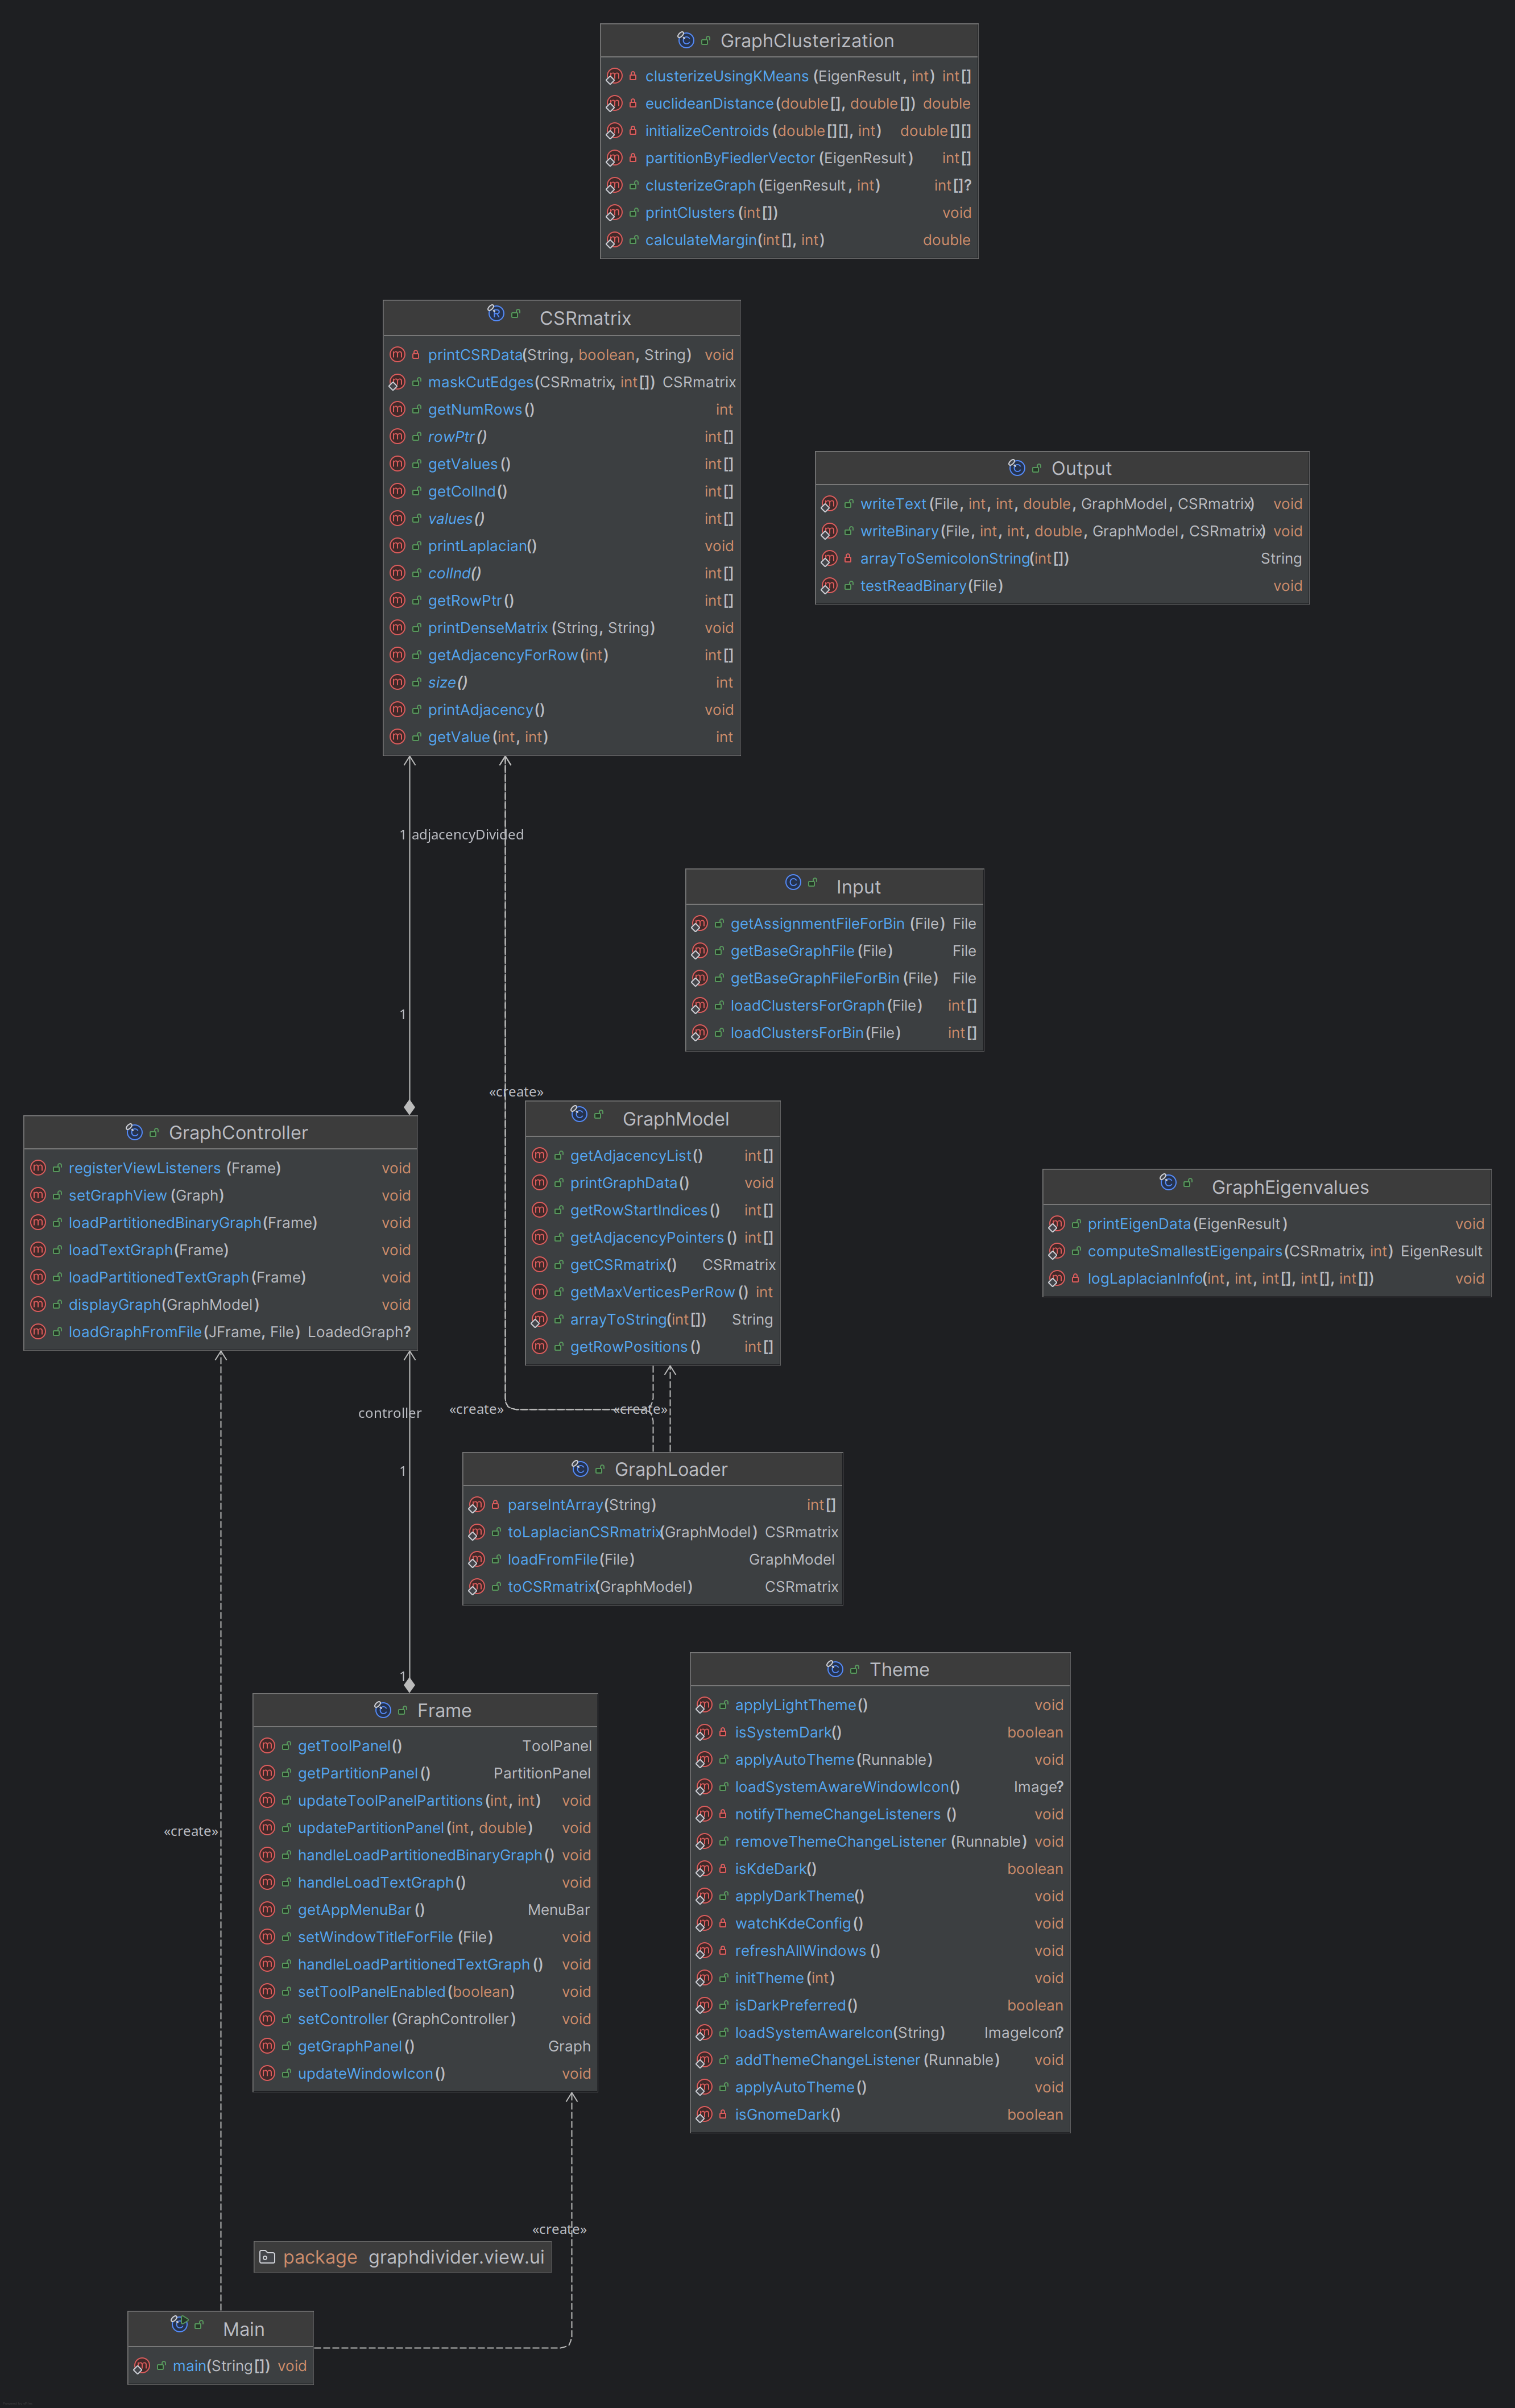 GraphClusterization
clusterizeUsingKMeans(EigenResult, int) int[]
euclideanDistance(double[], double[]) double
initializeCentroids(double[][], int) double[][]
partitionByFiedlerVector(EigenResult) int[]
clusterizeGraph(EigenResult, int) int[]?
printClusters(int[]) void
calculateMargin(int[], int) double
CSRmatrix
printCSRData(String, boolean, String) void
maskCutEdges(CSRmatrix, int[]) CSRmatrix
getNumRows() int
rowPtr() int[]
getValues() int[]
getColInd() int[]
values() int[]
printLaplacian() void
colInd() int[]
getRowPtr() int[]
printDenseMatrix(String, String) void
getAdjacencyForRow(int) int[]
size() int
printAdjacency() void
getValue(int, int) int
Output
writeText(File, int, int, double, GraphModel, CSRmatrix) void
writeBinary(File, int, int, double, GraphModel, CSRmatrix) void
arrayToSemicolonString(int[]) String
testReadBinary(File) void
1 adjacencyDivided
Input
getAssignmentFileForBin(File) File
getBaseGraphFile(File) File
getBaseGraphFileForBin(File) File
loadClustersForGraph(File) int[]
loadClustersForBin(File) int[]
1
«create»
GraphController
registerViewListeners(Frame) void
setGraphView(Graph) void
loadPartitionedBinaryGraph(Frame) void
loadTextGraph(Frame) void
loadPartitionedTextGraph(Frame) void
displayGraph(GraphModel) void
loadGraphFromFile(JFrame, File) LoadedGraph?
GraphModel
getAdjacencyList() int[]
printGraphData() void
getRowStartIndices() int[]
getAdjacencyPointers() int[]
getCSRmatrix() CSRmatrix
getMaxVerticesPerRow() int
arrayToString(int[]) String
getRowPositions() int[]
GraphEigenvalues
printEigenData(EigenResult) void
computeSmallestEigenpairs(CSRmatrix, int) EigenResult
logLaplacianInfo(int, int, int[], int[], int[]) void
controller
«create»
«create»
1
GraphLoader
parseIntArray(String) int[]
toLaplacianCSRmatrix(GraphModel) CSRmatrix
loadFromFile(File) GraphModel
toCSRmatrix(GraphModel) CSRmatrix
1
Frame
getToolPanel() ToolPanel
getPartitionPanel() PartitionPanel
updateToolPanelPartitions(int, int) void
updatePartitionPanel(int, double) void
handleLoadPartitionedBinaryGraph() void
handleLoadTextGraph() void
getAppMenuBar() MenuBar
setWindowTitleForFile(File) void
handleLoadPartitionedTextGraph() void
setToolPanelEnabled(boolean) void
setController(GraphController) void
getGraphPanel() Graph
updateWindowIcon() void
Theme
applyLightTheme() void
isSystemDark() boolean
applyAutoTheme(Runnable) void
loadSystemAwareWindowIcon() Image?
notifyThemeChangeListeners() void
removeThemeChangeListener(Runnable) void
isKdeDark() boolean
applyDarkTheme() void
watchKdeConfig() void
refreshAllWindows() void
initTheme(int) void
isDarkPreferred() boolean
loadSystemAwareIcon(String) ImageIcon?
addThemeChangeListener(Runnable) void
applyAutoTheme() void
isGnomeDark() boolean
«create»
«create»
package graphdivider.view.ui
Main
main(String[]) void